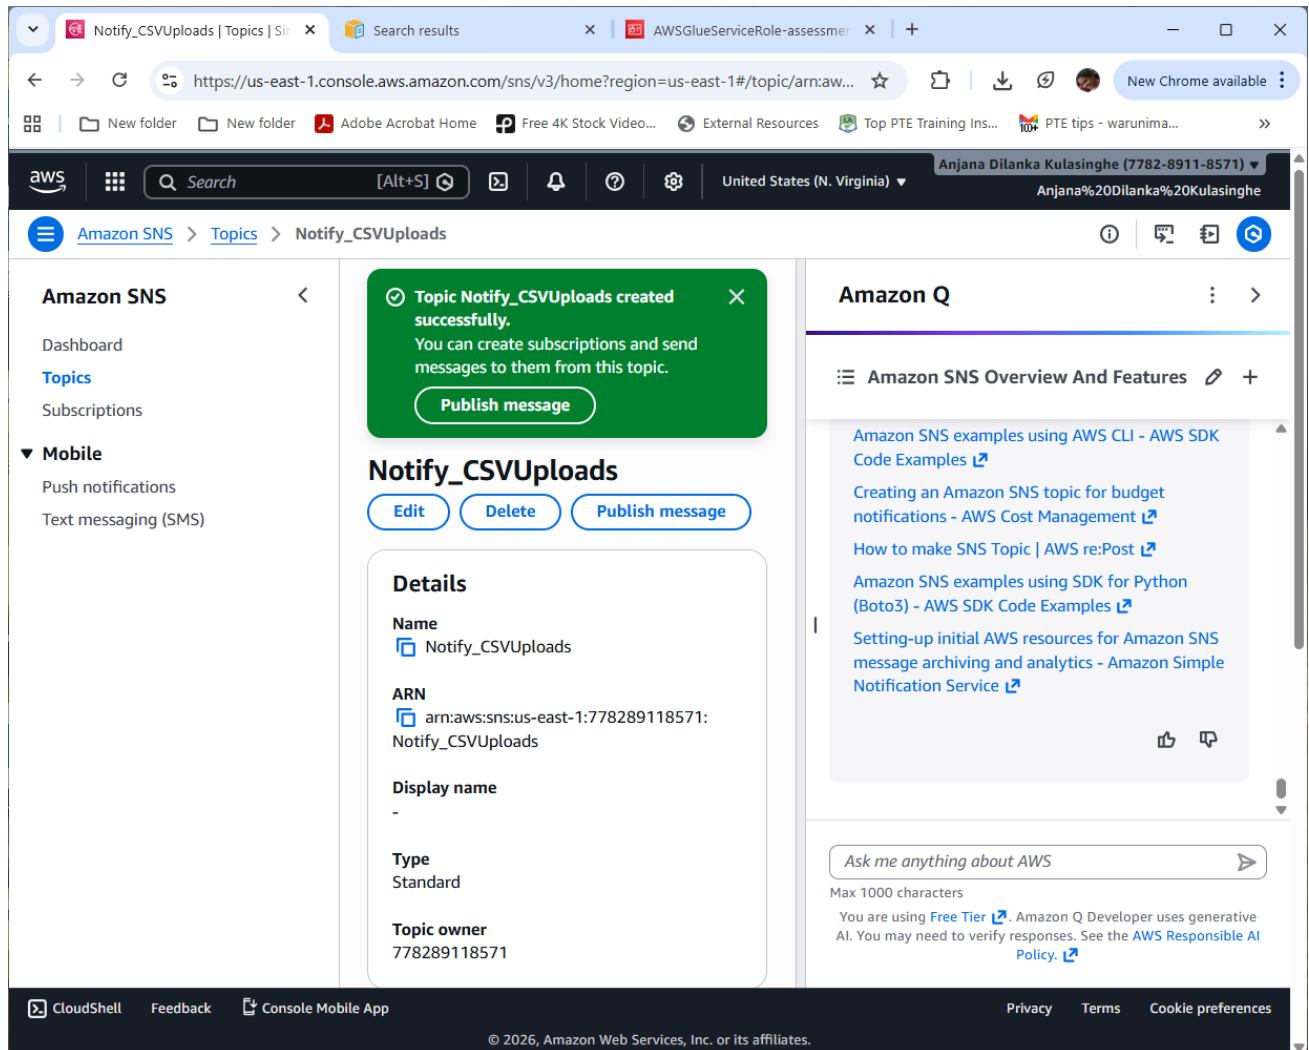 Notify_CSVUploads | Topics | Sim
Search results
AWSGlueServiceRole-assessmen
https://us-east-1.console.aws.amazon.com/sns/v3/home?region=us-east-1#/topic/arn:aw...
New Chrome available
New folder
New folder
Adobe Acrobat Home
Free 4K Stock Video...
External Resources
Top PTE Training Ins...
PTE tips - warunima...
aws
Search
[Alt+S]
United States (N. Virginia)
Anjana Dilanka Kulasinghe (7782-8911-8571)
Anjana%20Dilanka%20Kulasinghe
Amazon SNS
Topics
Notify_CSVUploads
Amazon SNS
Dashboard
Topics
Subscriptions
Mobile
Push notifications
Text messaging (SMS)
Topic Notify_CSVUploads created
successfully.
You can create subscriptions and send
messages to them from this topic.
Publish message
Notify_CSVUploads
Edit
Delete
Publish message
Details
Name
Notify_CSVUploads
ARN
arn:aws:sns:us-east-1:778289118571:
Notify_CSVUploads
Display name
-
Type
Standard
Topic owner
778289118571
Amazon Q
Amazon SNS Overview And Features
Amazon SNS examples using AWS CLI - AWS SDK
Code Examples
Creating an Amazon SNS topic for budget
notifications - AWS Cost Management
How to make SNS Topic | AWS re:Post
Amazon SNS examples using SDK for Python
(Boto3) - AWS SDK Code Examples
Setting-up initial AWS resources for Amazon SNS
message archiving and analytics - Amazon Simple
Notification Service
Ask me anything about AWS
Max 1000 characters
You are using Free Tier. Amazon Q Developer uses generative
AI. You may need to verify responses. See the AWS Responsible AI
Policy.
CloudShell
Feedback
Console Mobile App
Privacy
Terms
Cookie preferences
© 2026, Amazon Web Services, Inc. or its affiliates.